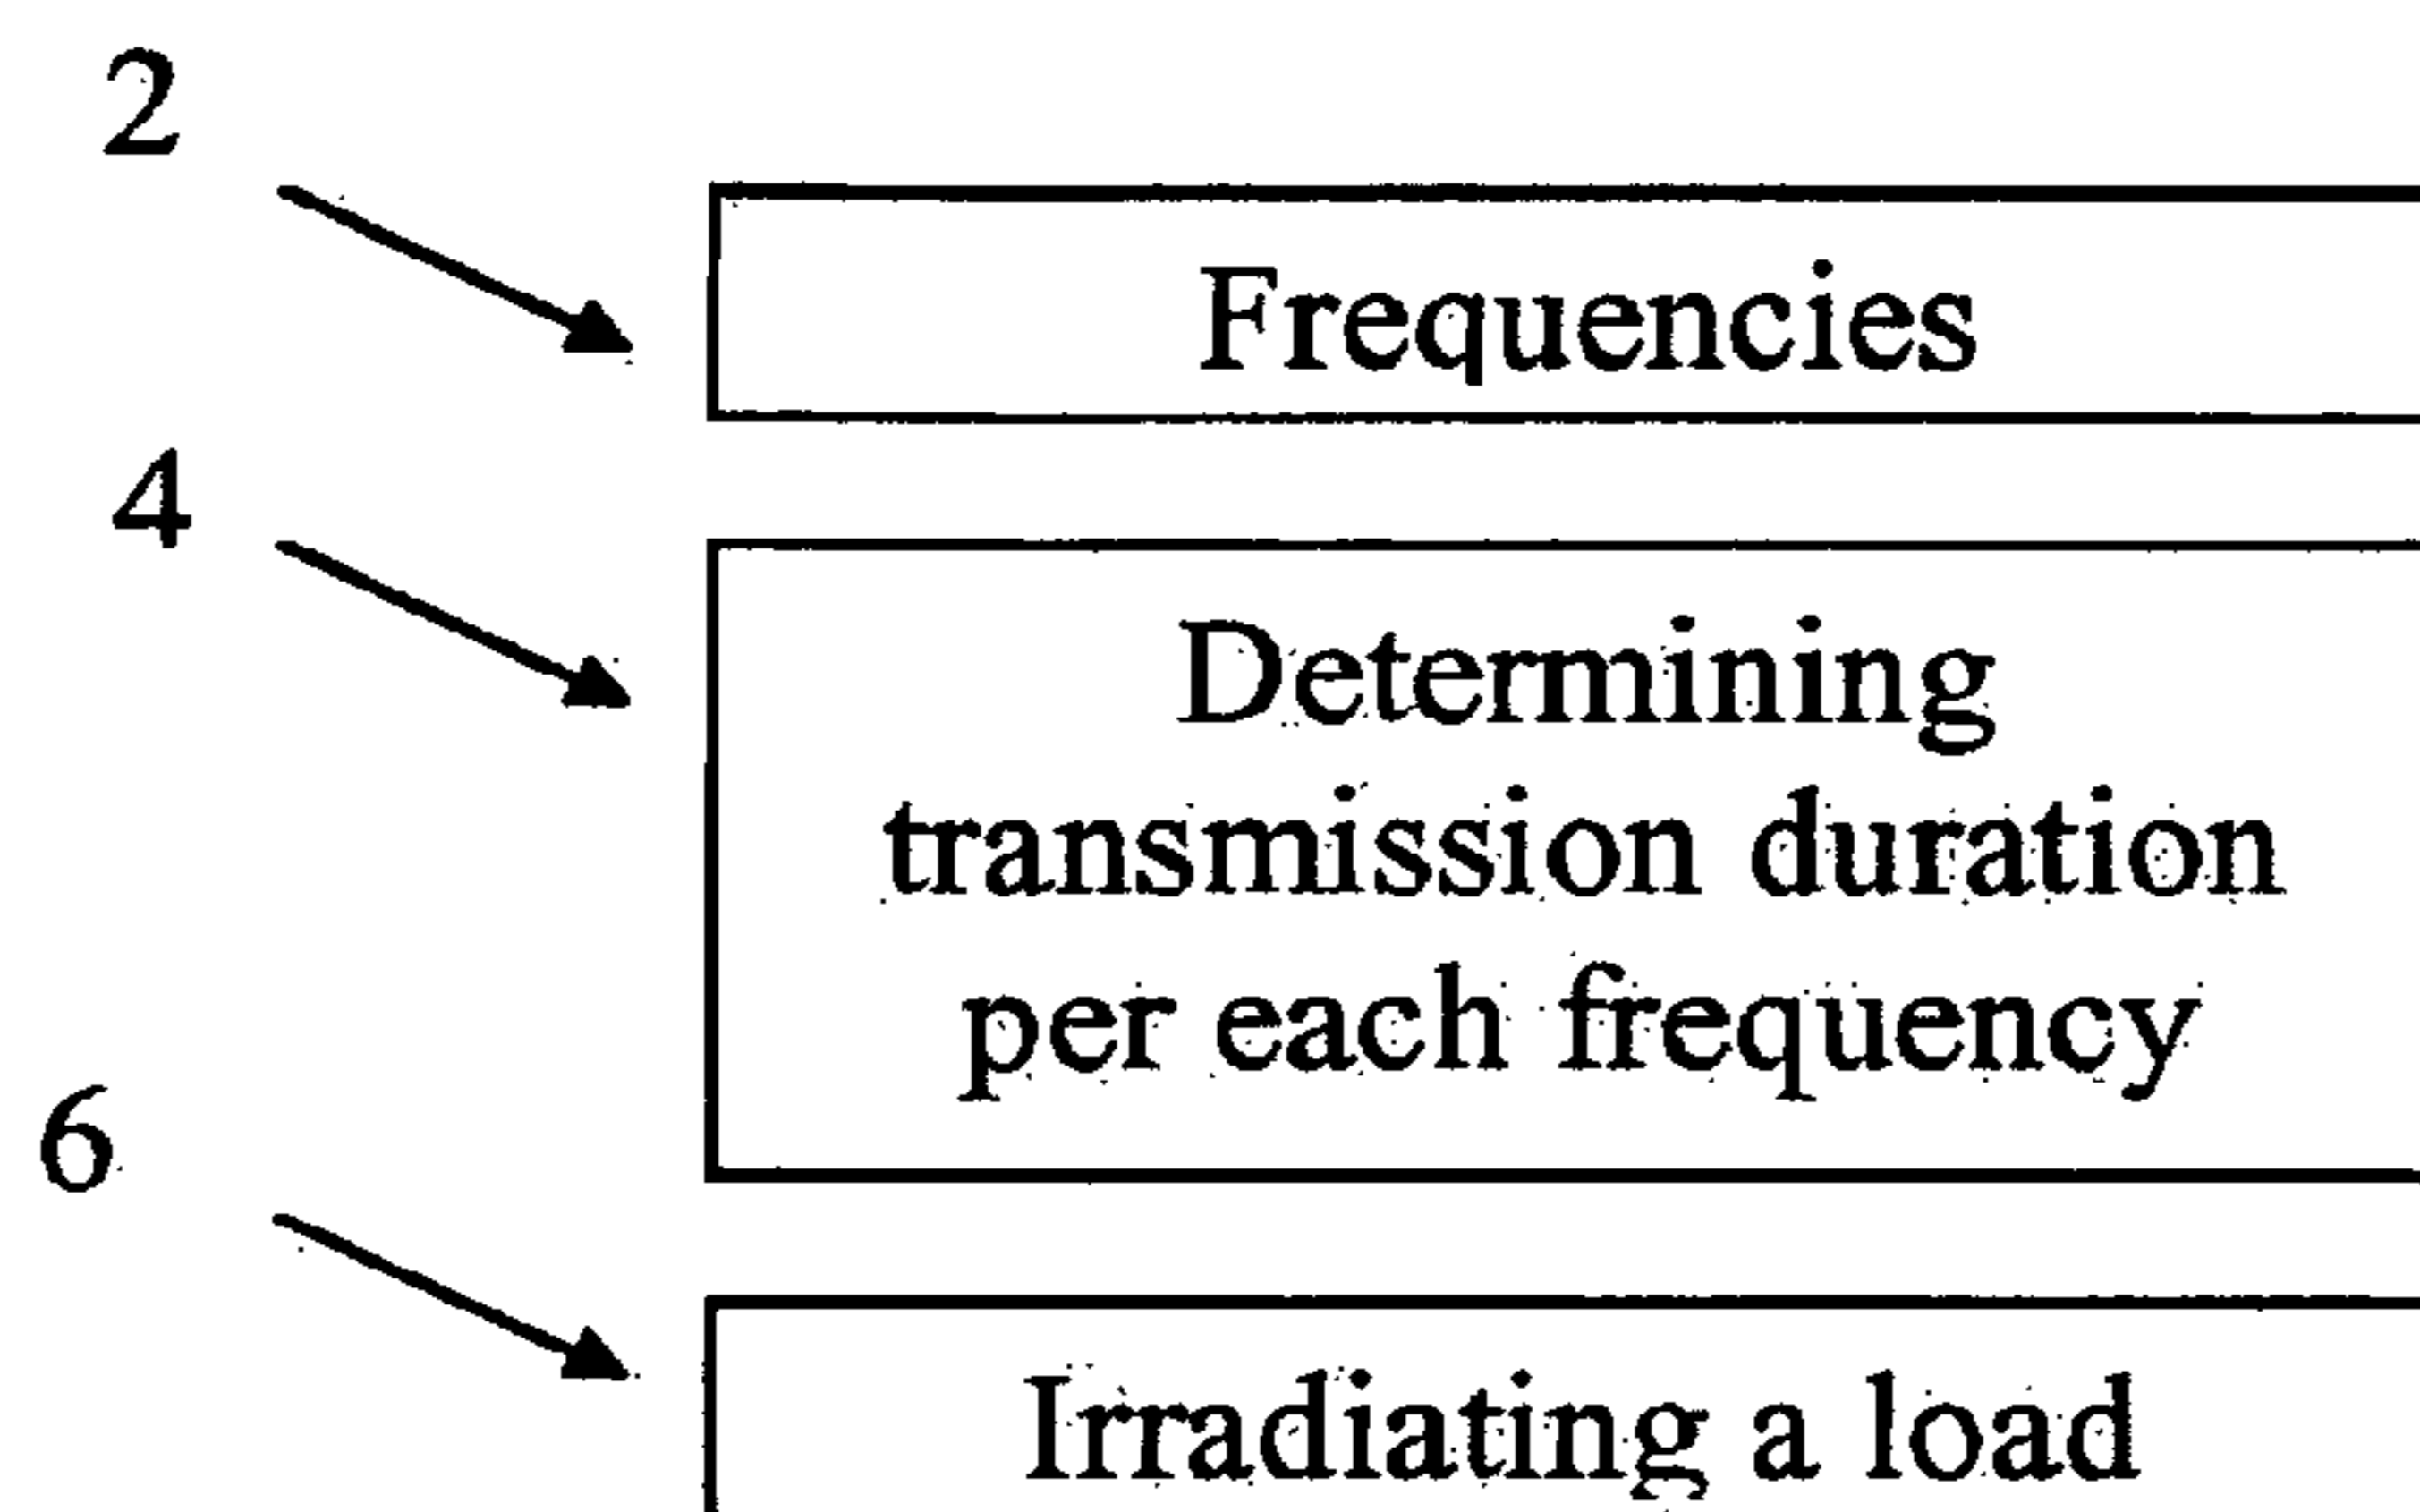 2
Frequencies
4
Determining
transmission duration
per each frequency
6
Irradiating a load